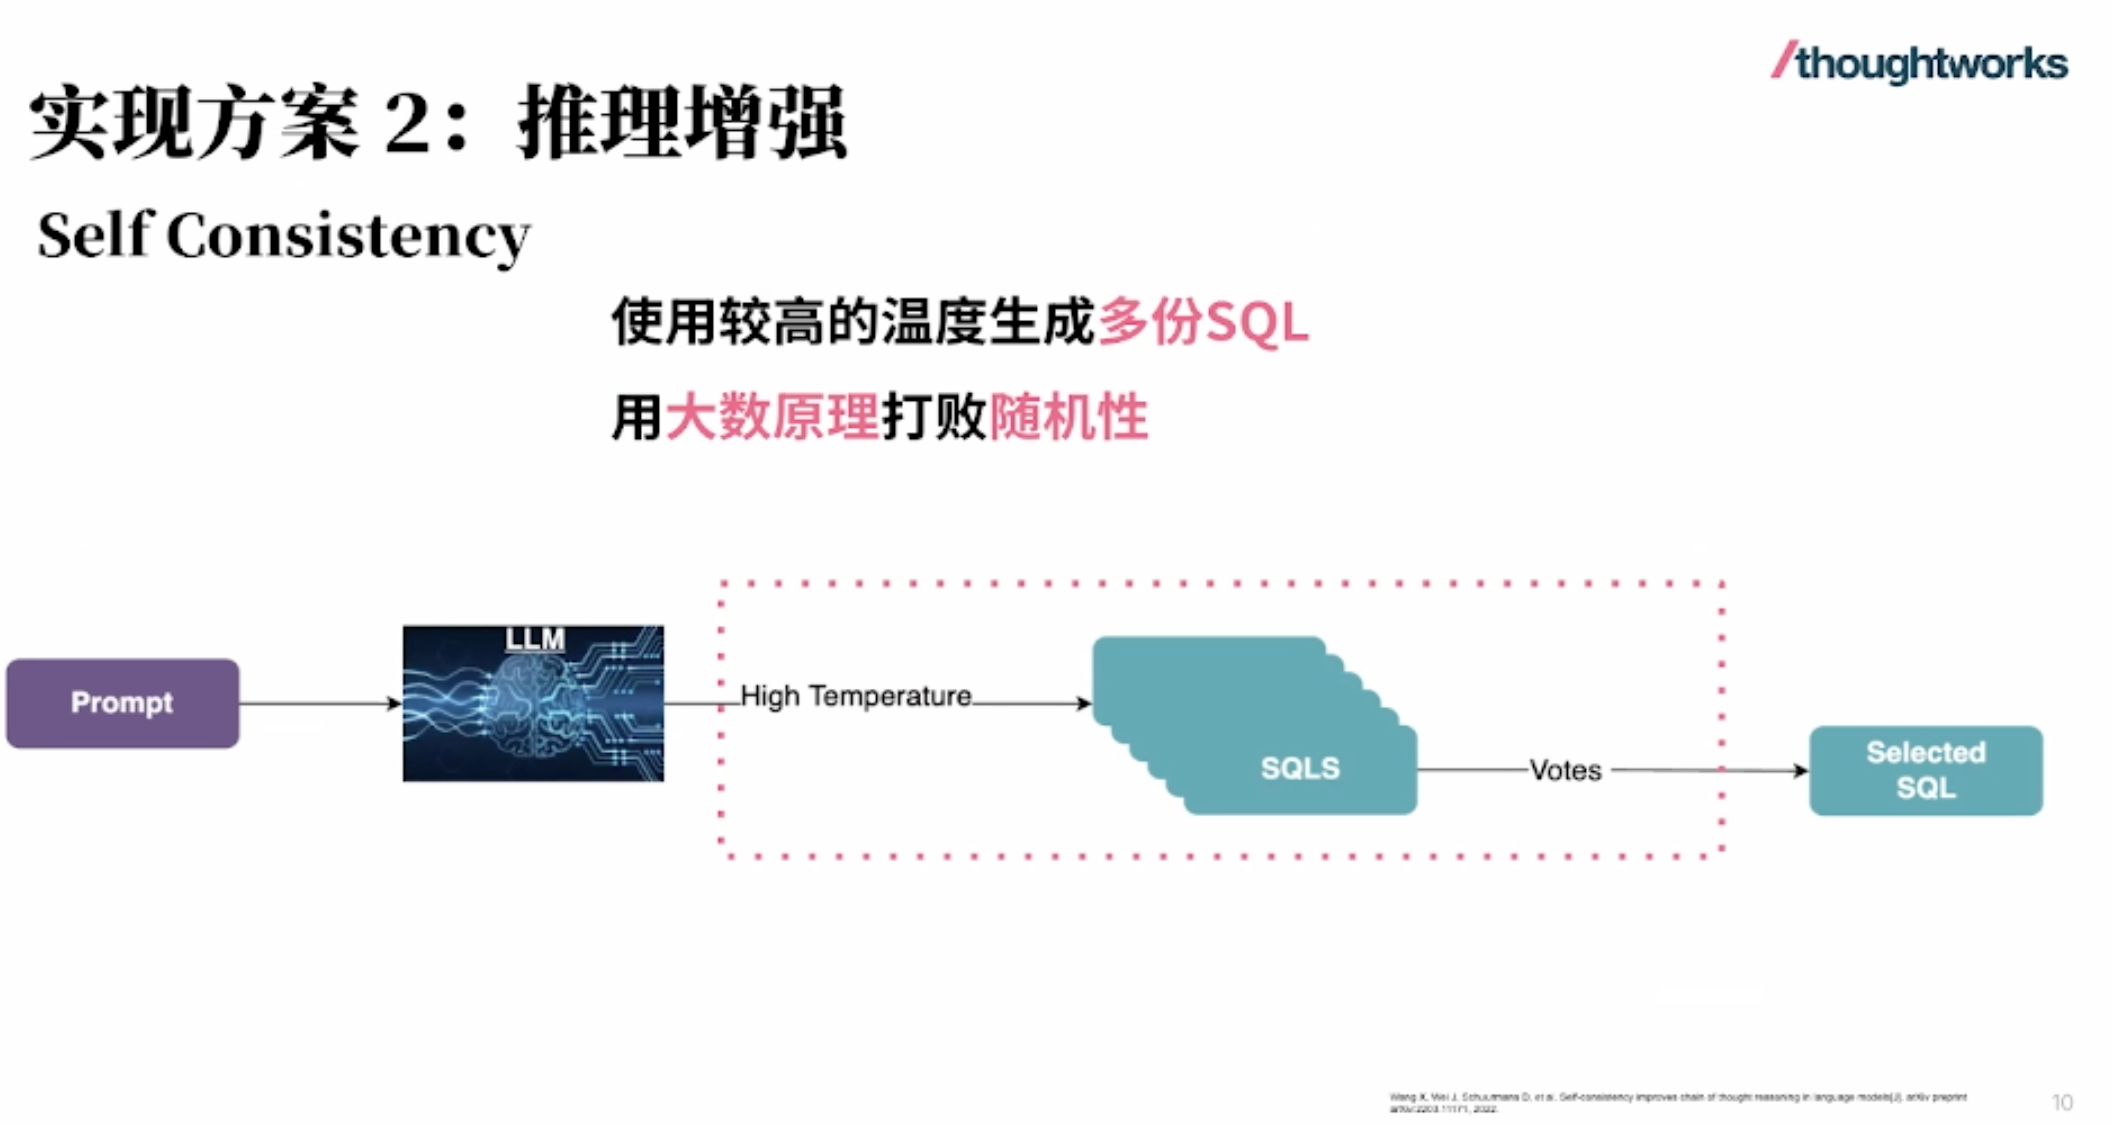 /thoughtworks
实现方案 2：推理增强
Self Consistency
使用较高的温度生成多份SQL
用大数原理打败随机性
Prompt
LLM
High Temperature
SQLS
Votes
Selected
SQL
Wang X, Wei J, Schuurmans D, et al. Self-consistency improves chain of thought reasoning in language models[J]. arXiv preprint
arXiv:2203.11171, 2022.
10